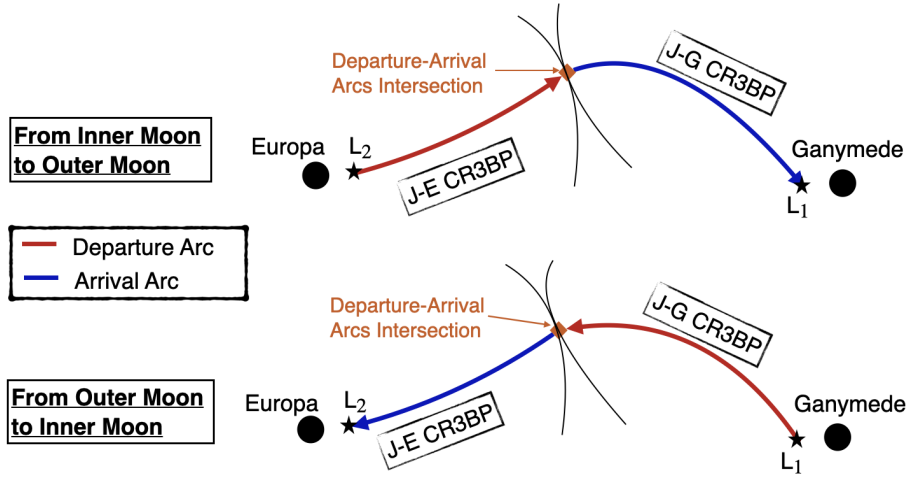 From Inner Moon
to Outer Moon
Europa
L2
Departure-Arrival
Arcs Intersection
J-E CR3BP
J-G CR3BP
Ganymede
L1
Departure Arc
Arrival Arc
From Outer Moon
to Inner Moon
Europa
L2
Departure-Arrival
Arcs Intersection
J-E CR3BP
J-G CR3BP
Ganymede
L1